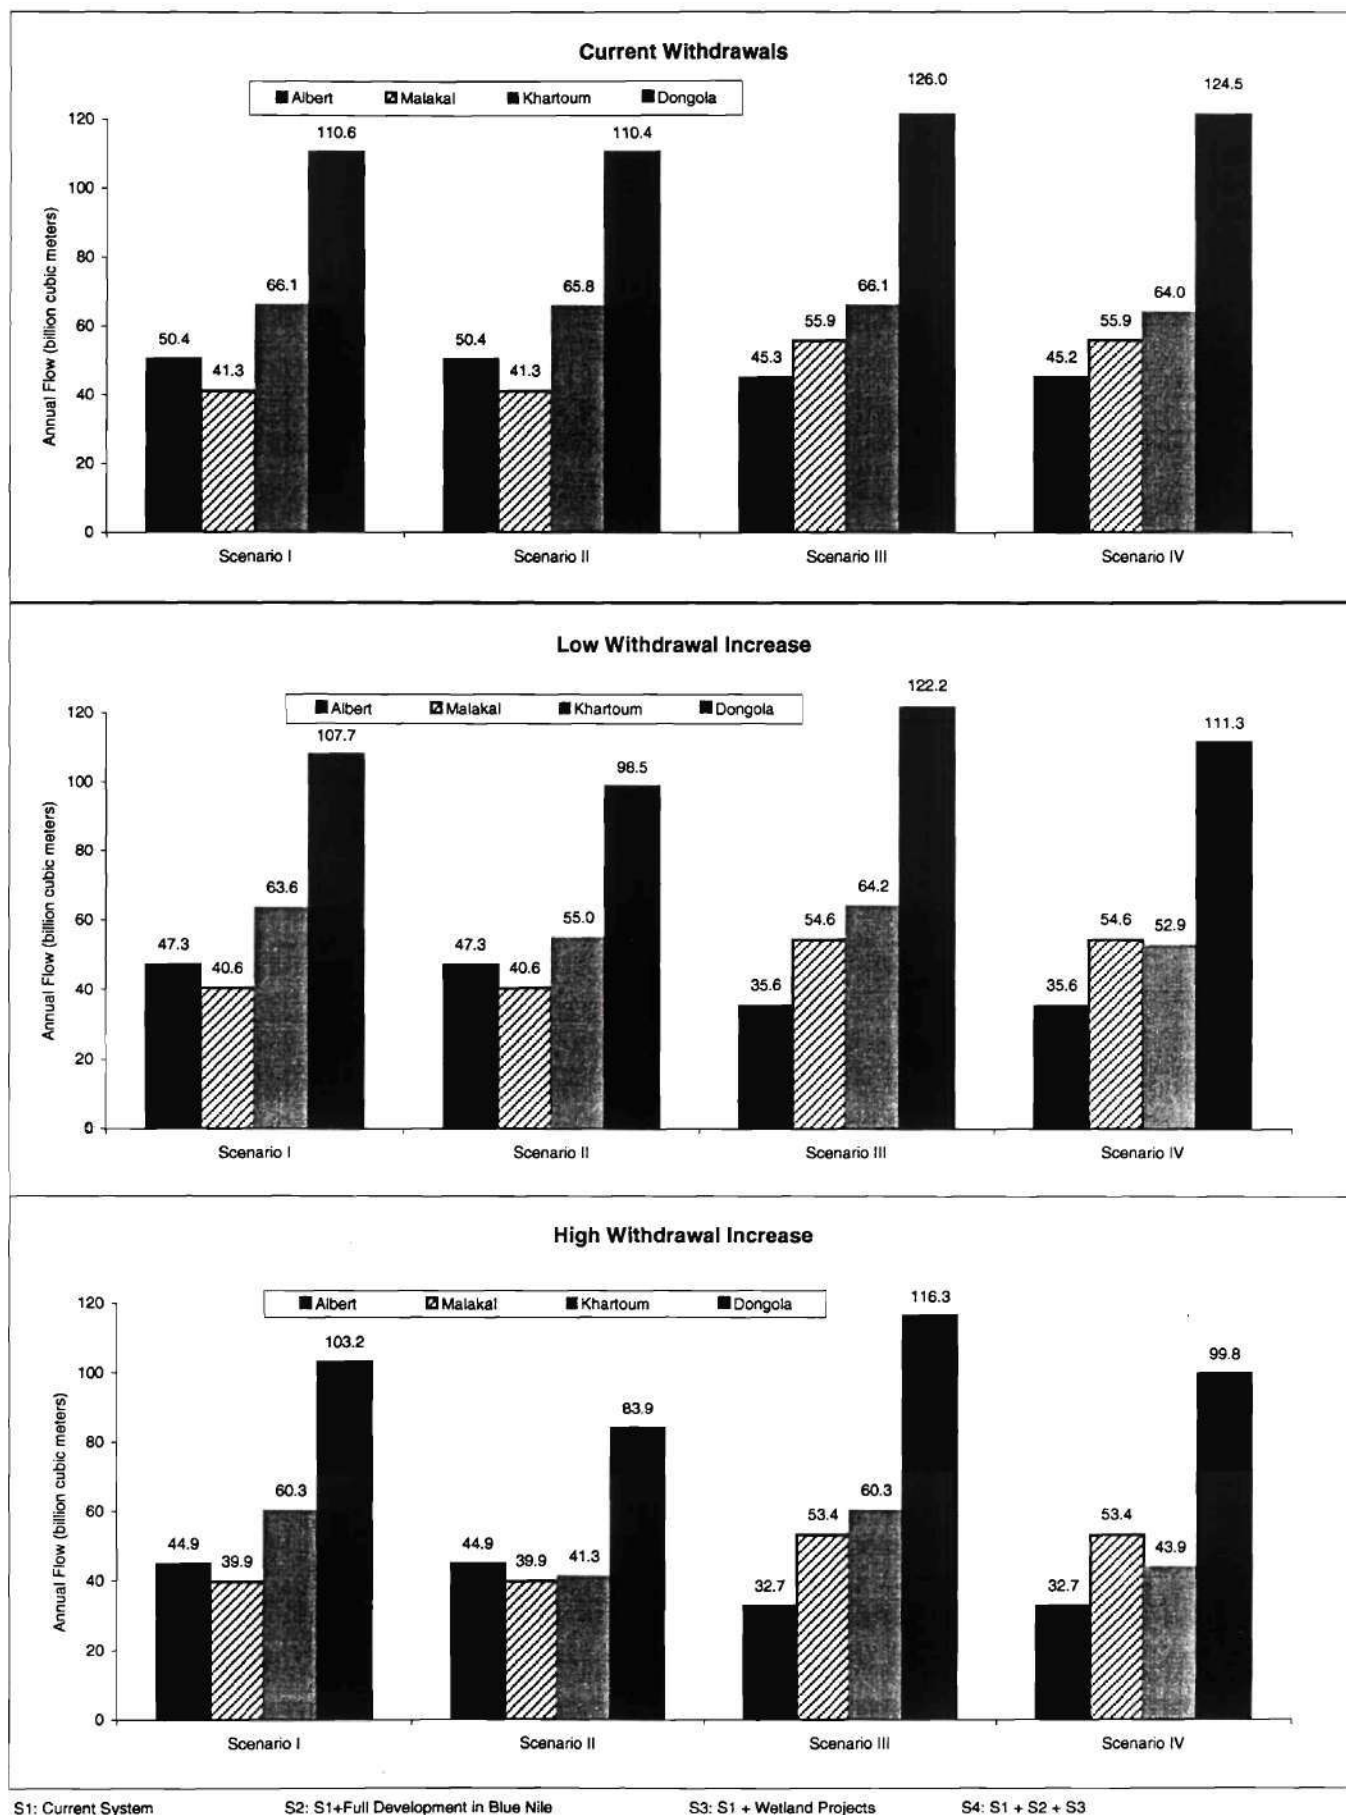 Current Withdrawals
Albert Malakal Khartoum Dongola
Annual Flow (billion cubic meters)
120
100
80
60
40
20
0
50.4 41.3 66.1 110.6
50.4 41.3 65.8 110.4
45.3 55.9 66.1 126.0
45.2 55.9 64.0 124.5
Scenario I Scenario II Scenario III Scenario IV
Low Withdrawal Increase
Albert Malakal Khartoum Dongola
Annual Flow (billion cubic meters)
120
100
80
60
40
20
0
47.3 40.6 63.6 107.7
47.3 40.6 55.0 98.5
35.6 54.6 64.2 122.2
35.6 54.6 52.9 111.3
Scenario I Scenario II Scenario III Scenario IV
High Withdrawal Increase
Albert Malakal Khartoum Dongola
Annual Flow (billion cubic meters)
120
100
80
60
40
20
0
44.9 39.9 60.3 103.2
44.9 39.9 41.3 83.9
32.7 53.4 60.3 116.3
32.7 53.4 43.9 99.8
Scenario I Scenario II Scenario III Scenario IV
S1: Current System S2: S1+Full Development in Blue Nile S3: S1 + Wetland Projects S4: S1 + S2 + S3